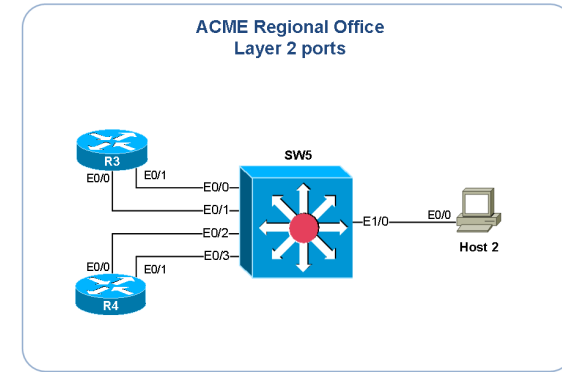 ACME Regional Office
Layer 2 ports
SW5
R3
E0/0
E0/1
E0/0
E0/1
E0/2
E0/3
E0/0
E0/1
R4
E1/0
E0/0
Host 2